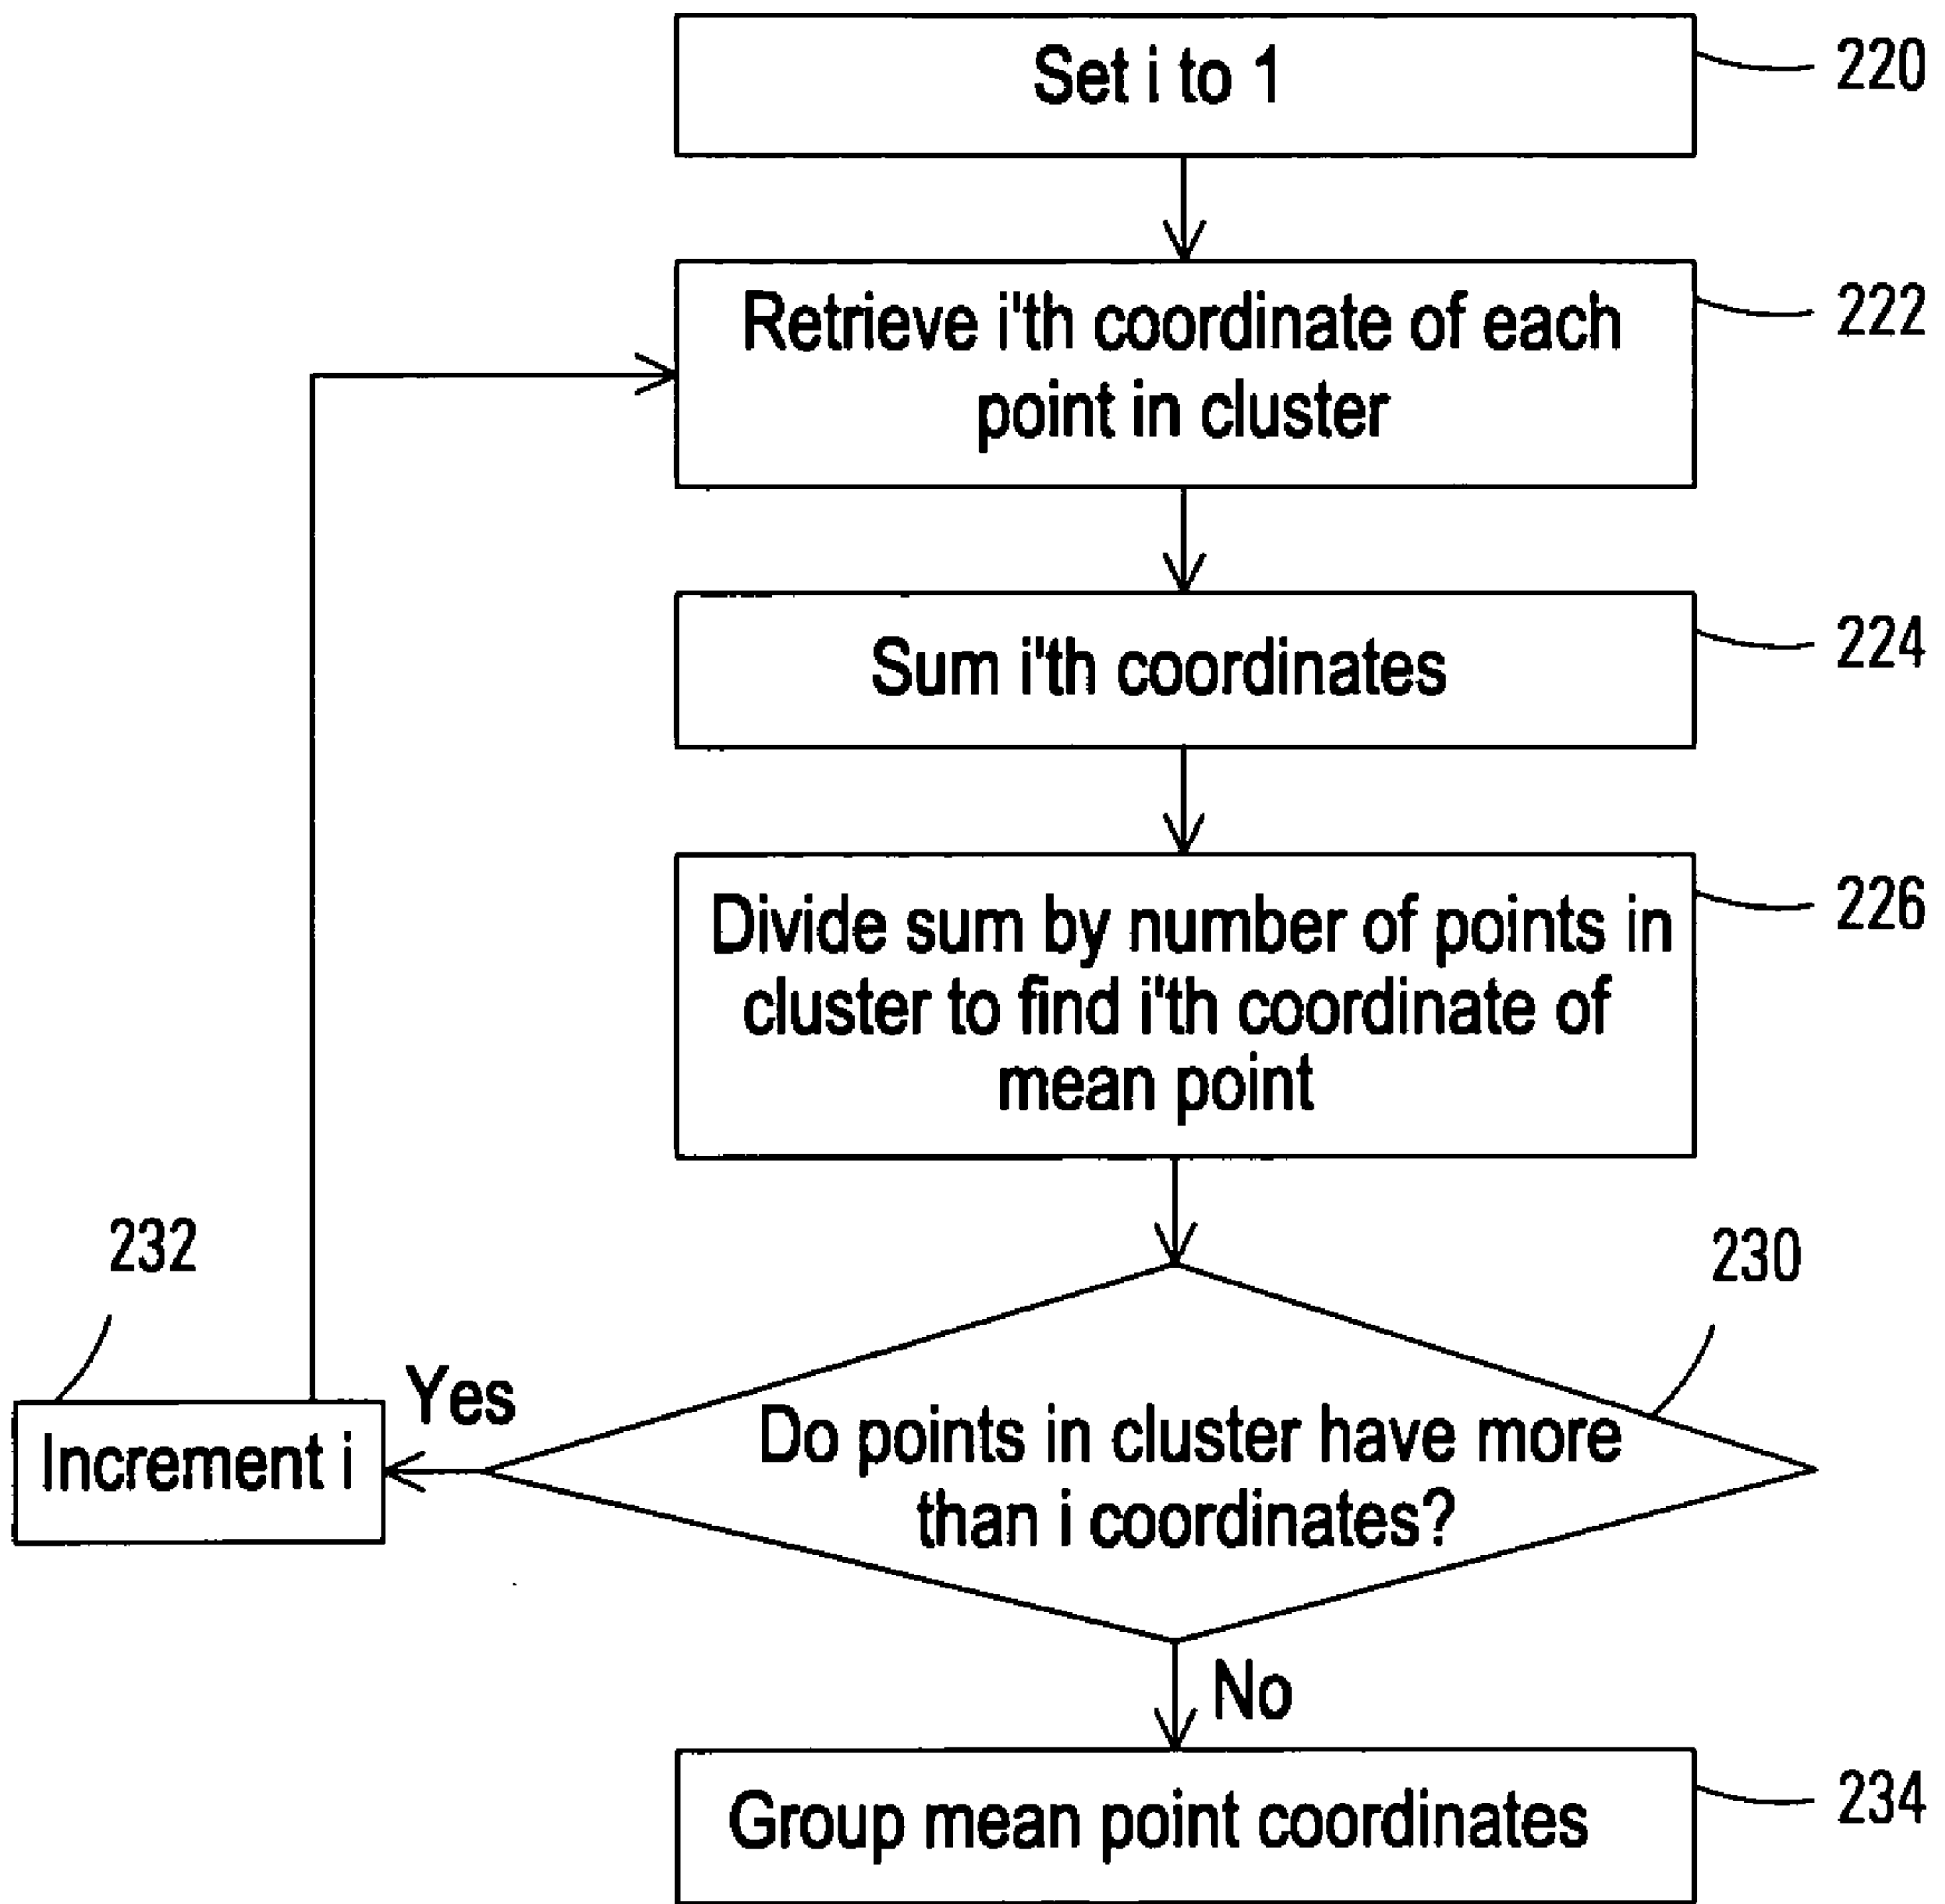 Set i to 1
220
Retrieve i'th coordinate of each
point in cluster
222
Sum i'th coordinates
224
Divide sum by number of points in
cluster to find i'th coordinate of
mean point
226
232
230
Yes
Increment i
Do points in cluster have more
than i coordinates?
No
Group mean point coordinates
234